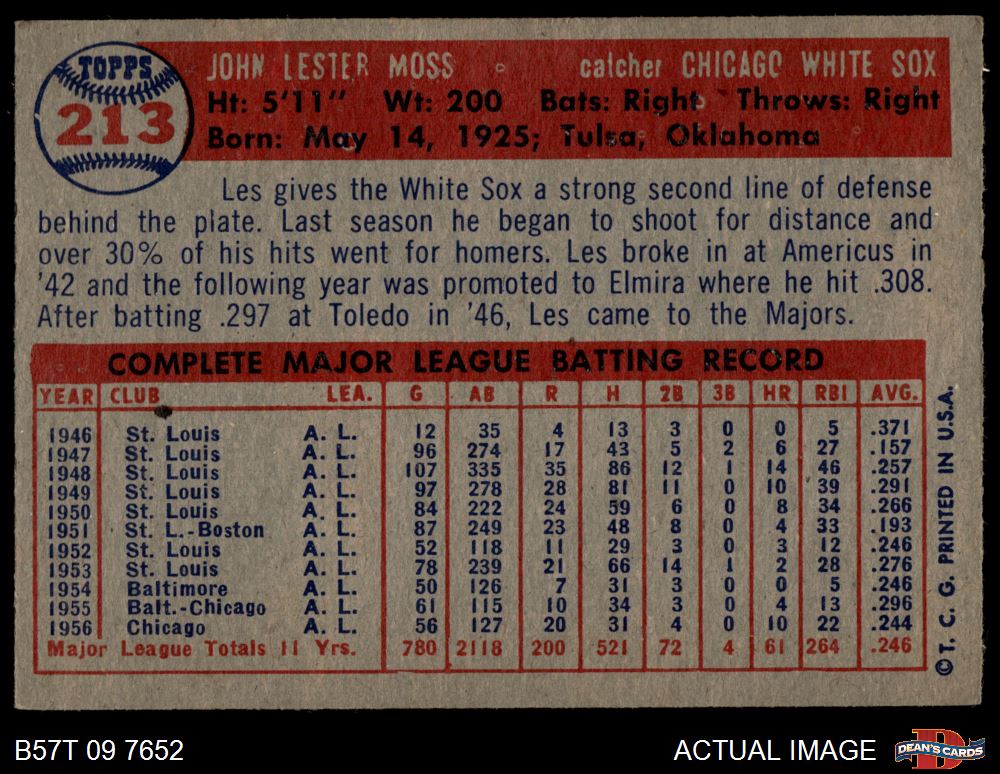 TOPPS
213
JOHN LESTER MOSS catcher CHICAGO WHITE SOX
Ht: 5'11" Wt: 200 Bats: Right Throws: Right
Born: May 14, 1925; Tulsa, Oklahoma
Les gives the White Sox a strong second line of defense
behind the plate. Last season he began to shoot for distance and
over 30% of his hits went for homers. Les broke in at Americus in
'42 and the following year was promoted to Elmira where he hit .308.
After batting .297 at Toledo in '46, Les came to the Majors.
COMPLETE MAJOR LEAGUE BATTING RECORD
YEAR CLUB LEA. G AB R H 2B 3B HR RBI AVG.
1946 St. Louis A. L. 12 35 4 13 3 0 0 5 .371
1947 St. Louis A. L. 96 274 17 43 5 2 6 27 .157
1948 St. Louis A. L. 107 335 35 86 12 1 14 46 .257
1949 St. Louis A. L. 97 278 28 81 11 0 10 39 .291
1950 St. Louis A. L. 84 222 24 59 6 0 8 34 .266
1951 St. L.-Boston A. L. 87 249 23 48 8 0 4 33 .193
1952 St. Louis A. L. 52 118 11 29 3 0 3 12 .246
1953 St. Louis A. L. 78 239 21 66 14 1 2 28 .276
1954 Baltimore A. L. 50 126 7 31 3 0 0 5 .246
1955 Balt.-Chicago A. L. 61 115 10 34 3 0 4 13 .296
1956 Chicago A. L. 56 127 20 31 4 0 10 22 .244
Major League Totals 11 Yrs. 780 2118 200 521 72 4 61 264 .246
© T. C. G. PRINTED IN U.S.A.
B57T 09 7652
ACTUAL IMAGE
D
DEAN'S CARDS